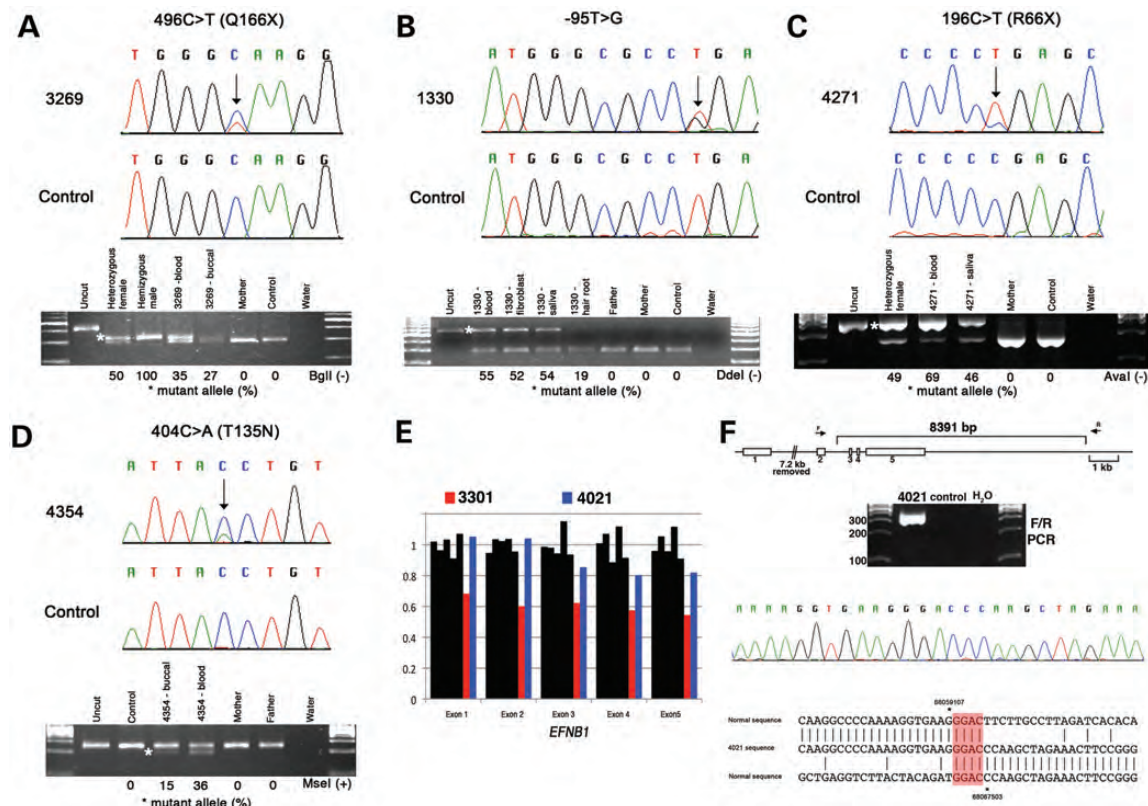 A
496C>T (Q166X)
T G G G C A A G G
3269
T G G G C A A G G
Control
Uncut
Heterozygous female
Hemizygous male
3269 -blood
3269 - buccal
Mother
Control
Water
50 100 35 27 0 0 BglI (-)
* mutant allele (%)
B
-95T>G
A T G G G C G C C T G A
1330
A T G G G C G C C T G A
Control
Uncut
1330 - blood
1330 - fibroblast
1330 - saliva
1330 - hair root
Father
Mother
Control
Water
55 52 54 19 0 0 0 DdeI (-)
* mutant allele (%)
C
196C>T (R66X)
C C C C T G A G C
4271
C C C C C G A G C
Control
Uncut
Heterozygous female
4271 - blood
4271 - saliva
Mother
Control
Water
49 69 46 0 0 AvaI (-)
* mutant allele (%)
D
404C>A (T135N)
A T T A C C T G T
4354
A T T A C C T G T
Control
Uncut
Control
4354 - buccal
4354 - blood
Mother
Father
Water
0 15 36 0 0 MseI (+)
* mutant allele (%)
E
3301 4021
1
0.8
0.6
0.4
0.2
0
Exon 1 Exon 2 Exon 3 Exon 4 Exon5
EFNB1
F
8391 bp
F R
1 2 3 4 5
7.2 kb
removed
1 kb
4021 control H₂O
300
200
100
F/R
PCR
A A A A G G T G A A G G G A C C C A A G C T A G A A A
68059107
*
Normal sequence CAAGGCCCCAAAAGGTGAAGGGACTTCTTGCCTTAGATCACACA
4021 sequence CAAGGCCCCAAAAGGTGAAGGGACCCAAGCTAGAAACTTCCGGG
Normal sequence GCTGAGGTCTTACTACAGATGGACCCAAGCTAGAAACTTCCGGG
*
68067503